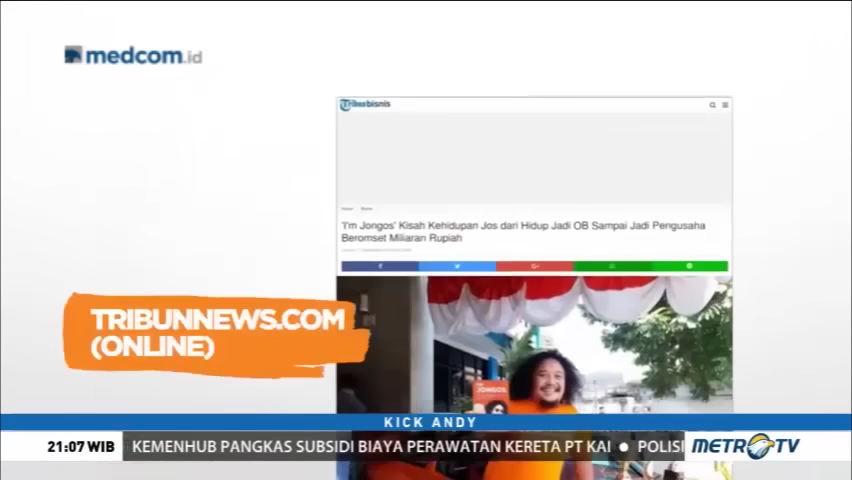 medcom.id
Tribunbisnis
'I'm Jongos' Kisah Kehidupan Jos dari Hidup Jadi OB Sampai Jadi Pengusaha
Beromset Miliaran Rupiah
TRIBUNNEWS.COM
(ONLINE)
I'M
JONGOS
KICK ANDY
21:07 WIB KEMENHUB PANGKAS SUBSIDI BIAYA PERAWATAN KERETA PT KAI ● POLISI METRO TV